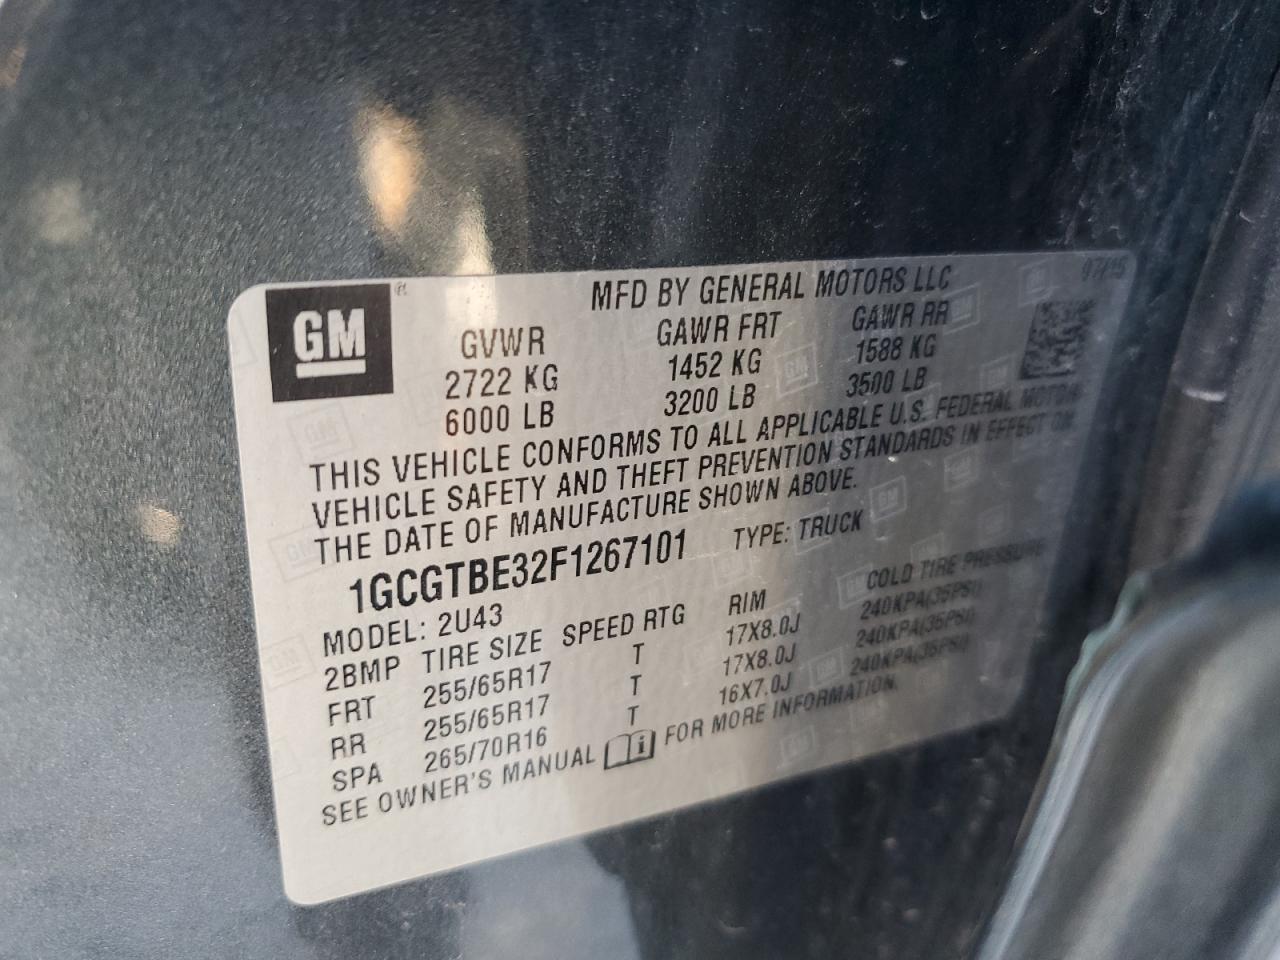 GM ®
MFD BY GENERAL MOTORS LLC 07/15
GVWR GAWR FRT GAWR RR
2722 KG 1452 KG 1588 KG
6000 LB 3200 LB 3500 LB
THIS VEHICLE CONFORMS TO ALL APPLICABLE U.S. FEDERAL MOTOR
VEHICLE SAFETY AND THEFT PREVENTION STANDARDS IN EFFECT ON
THE DATE OF MANUFACTURE SHOWN ABOVE.
1GCGTBE32F1267101 TYPE: TRUCK
MODEL: 2U43
2BMP TIRE SIZE SPEED RTG RIM COLD TIRE PRESSURE
FRT 255/65R17 T 17X8.0J 240KPA(35PSI)
RR 255/65R17 T 17X8.0J 240KPA(35PSI)
SPA 265/70R16 T 16X7.0J 240KPA(35PSI)
SEE OWNER'S MANUAL FOR MORE INFORMATION.